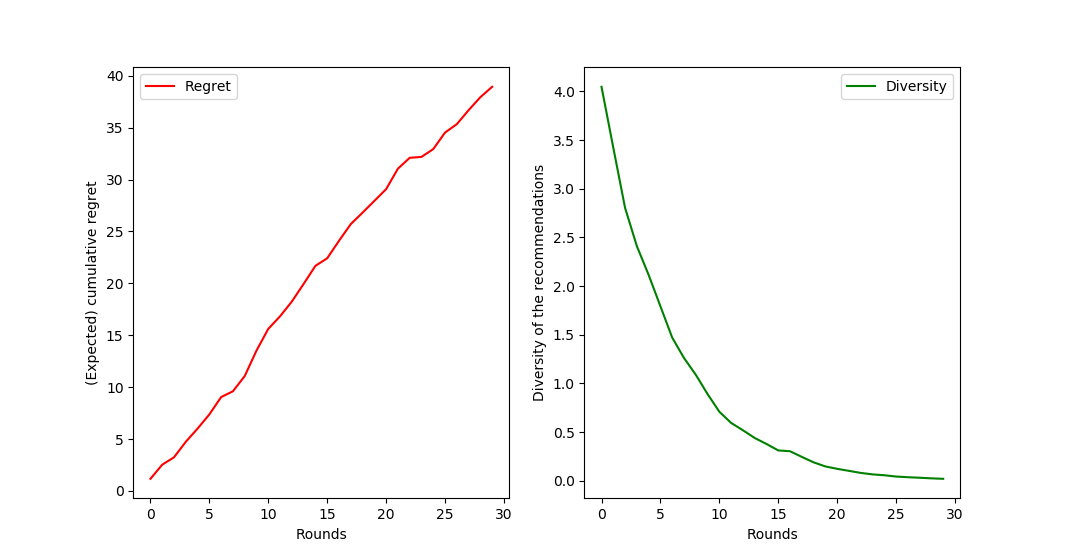 Regret
(Expected) cumulative regret
40
35
30
25
20
15
10
5
0
0 5 10 15 20 25 30
Rounds
Diversity
Diversity of the recommendations
4.0
3.5
3.0
2.5
2.0
1.5
1.0
0.5
0.0
0 5 10 15 20 25 30
Rounds